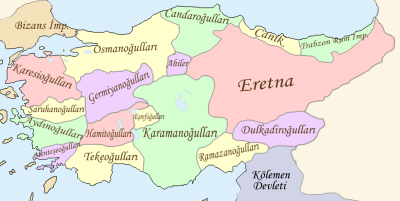 Bizans İmp.
Candaroğulları
Canik
Trabzon Rum İmp.
Osmanoğulları
Karesioğulları
Ahiler
Germiyanoğulları
Eretna
Saruhanoğulları
Eşrefoğulları
Aydınoğulları
Hamitoğulları
Karamanoğulları
Dulkadiroğulları
Menteşeoğulları
Tekeoğulları
Ramazanoğulları
Kölemen
Devleti